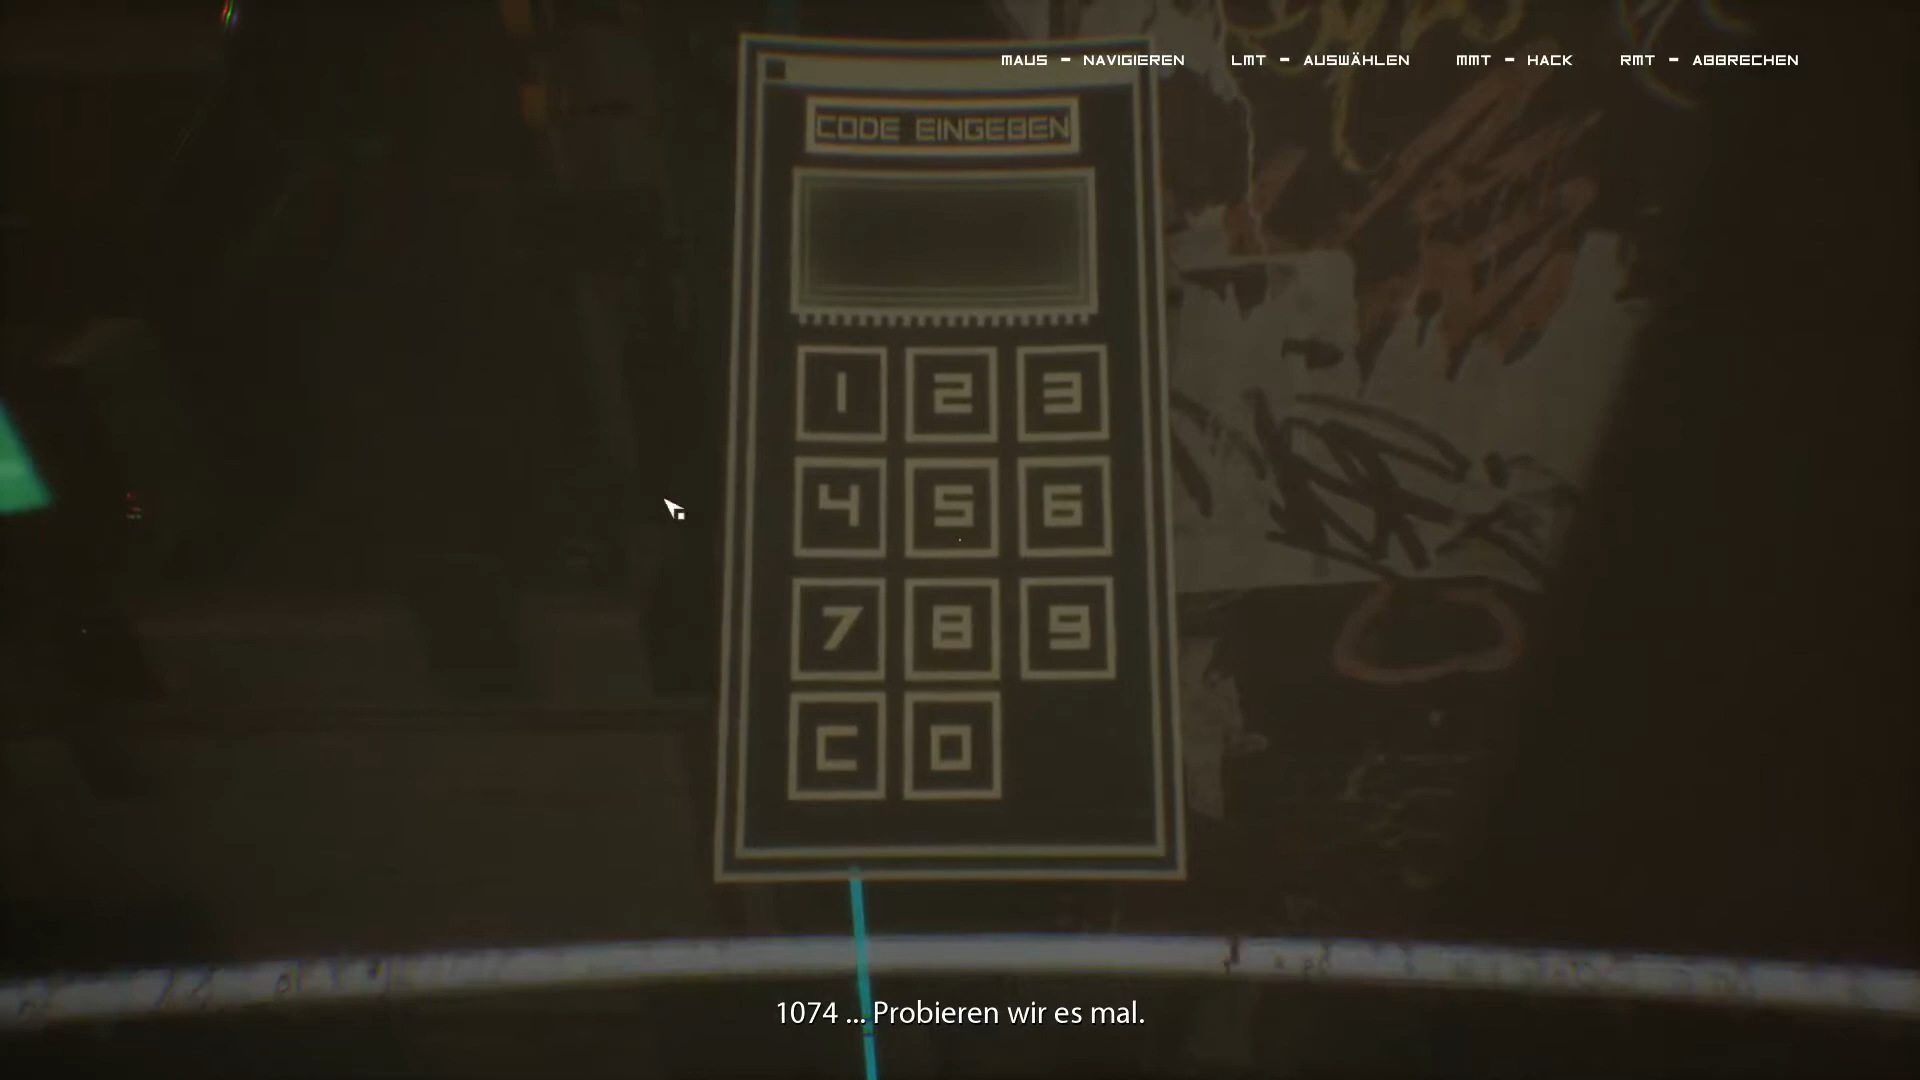 MAUS - NAVIGIEREN LMT - AUSWÄHLEN MMT - HACK RMT - ABBRECHEN
CODE EINGEBEN
1 2 3
4 5 6
7 8 9
C 0
1074 ... Probieren wir es mal.